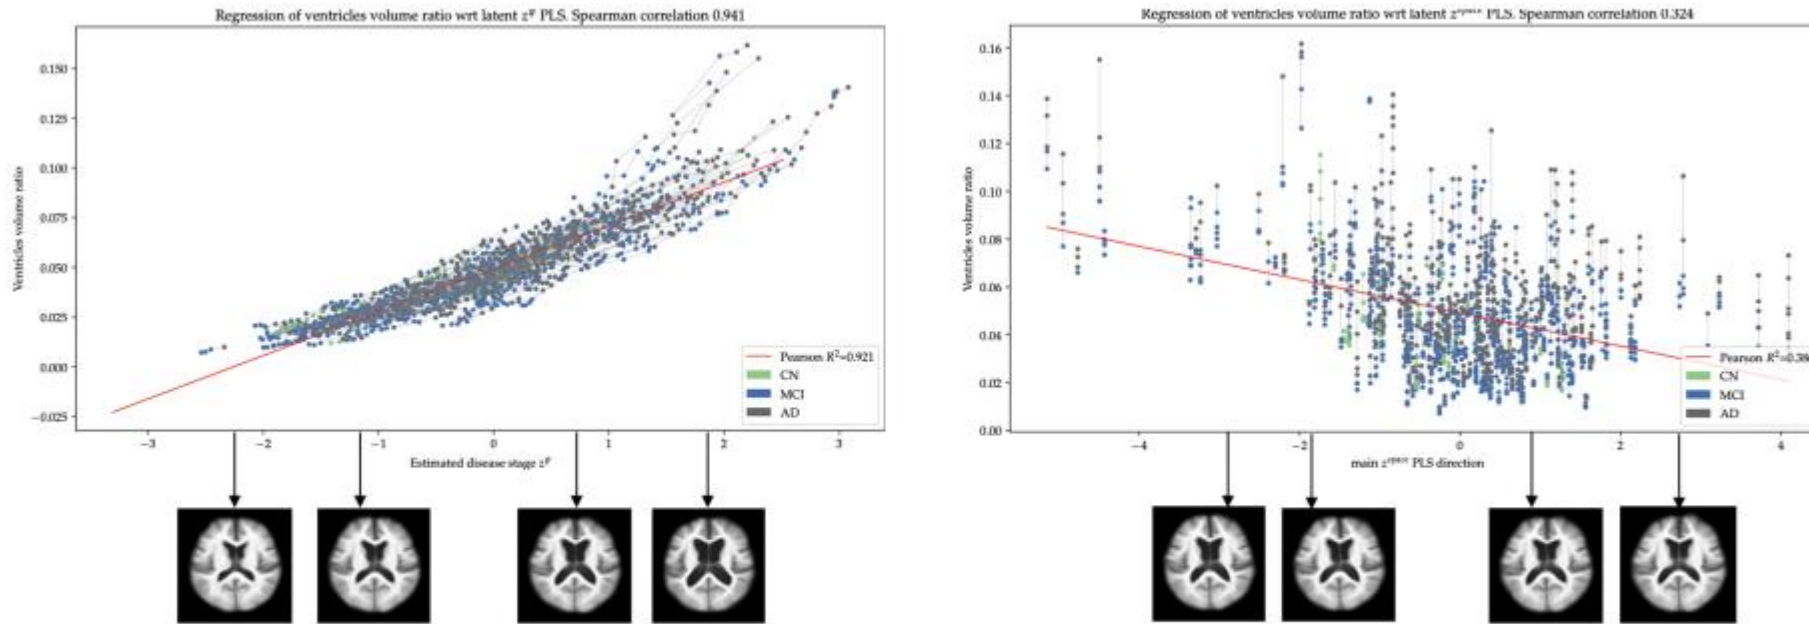 Regression of ventricles volume ratio wrt latent z^ψ PLS. Spearman correlation 0.941
0.150
0.125
0.100
0.075
0.050
0.025
0.000
−0.025
Ventricles volume ratio
Pearson R²=0.921
CN
MCI
AD
−3 −2 −1 0 1 2 3
Estimated disease stage z^ψ
Regression of ventricles volume ratio wrt latent z^space PLS. Spearman correlation 0.324
0.16
0.14
0.12
0.10
0.08
0.06
0.04
0.02
0.00
Ventricles volume ratio
Pearson R²=0.38
CN
MCI
AD
−4 −2 0 2 4
main z^space PLS direction